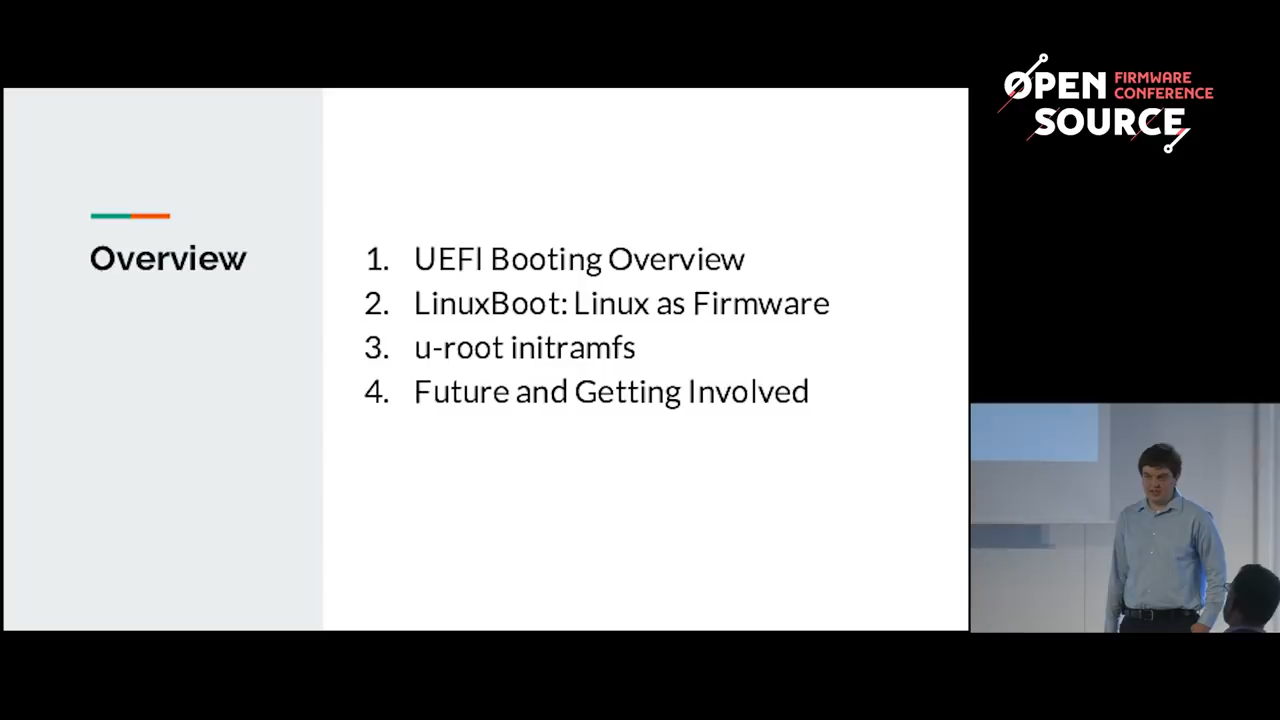 OPEN FIRMWARE CONFERENCE
SOURCE
Overview
1. UEFI Booting Overview
2. LinuxBoot: Linux as Firmware
3. u-root initramfs
4. Future and Getting Involved